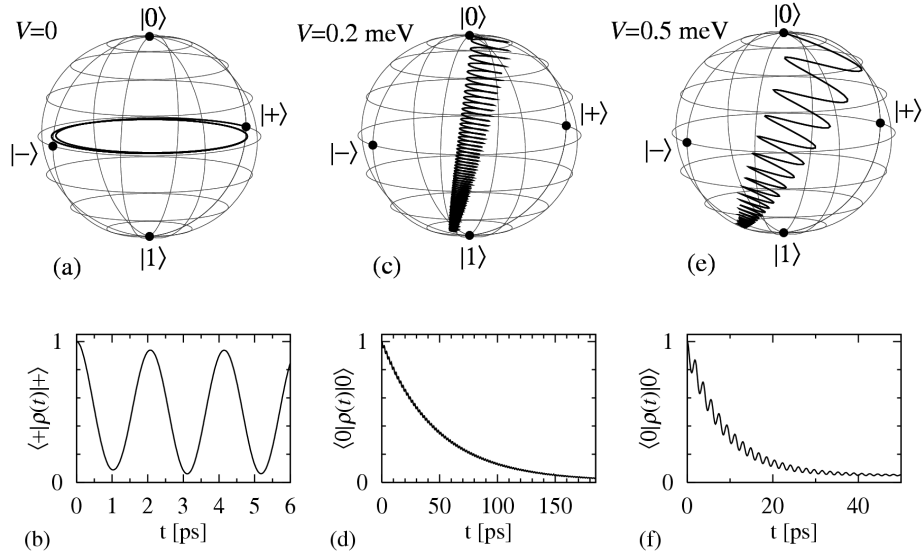 V=0
|0⟩
|+⟩
|−⟩
|1⟩
(a)
V=0.2 meV
|0⟩
|+⟩
|−⟩
|1⟩
(c)
V=0.5 meV
|0⟩
|+⟩
|−⟩
|1⟩
(e)
1
0
⟨+|ρ(t)|+⟩
0 1 2 3 4 5 6
t [ps]
(b)
1
0
⟨0|ρ(t)|0⟩
0 50 100 150
t [ps]
(d)
1
0
⟨0|ρ(t)|0⟩
0 20 40
t [ps]
(f)